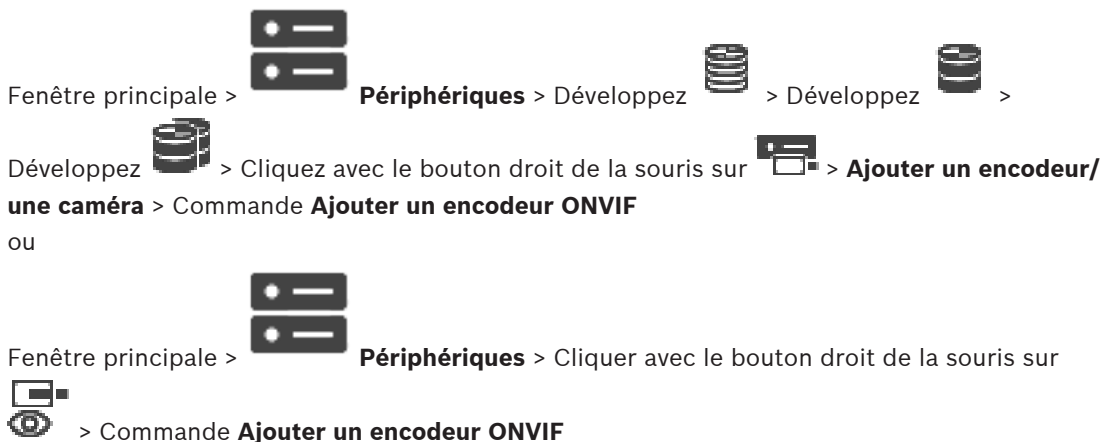 Fenêtre principale > Périphériques > Développez > Développez >
Développez > Cliquez avec le bouton droit de la souris sur > Ajouter un encodeur/
une caméra > Commande Ajouter un encodeur ONVIF
ou
Fenêtre principale > Périphériques > Cliquer avec le bouton droit de la souris sur
> Commande Ajouter un encodeur ONVIF